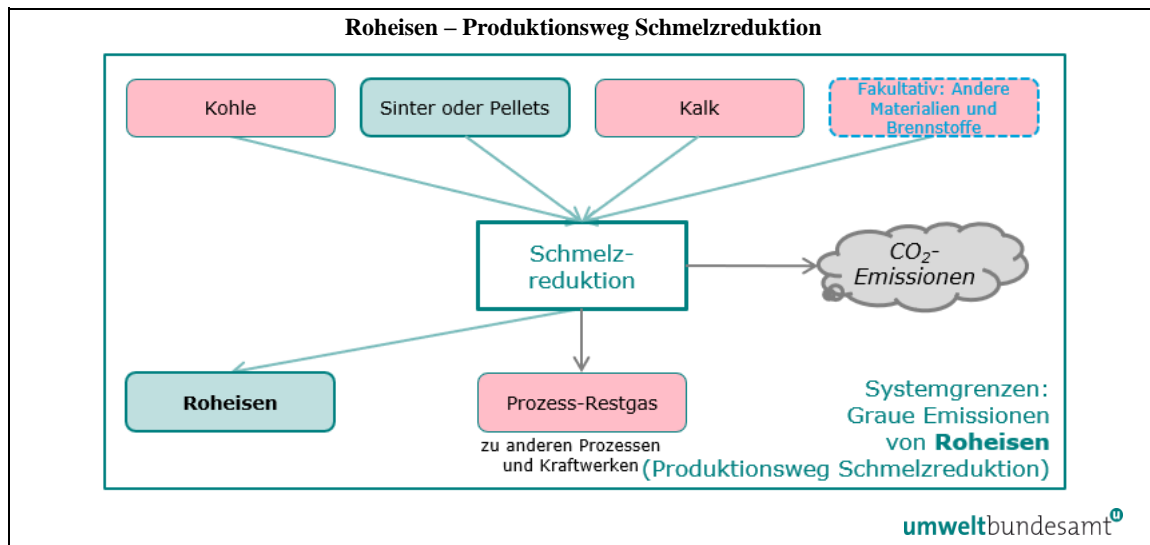 Roheisen – Produktionsweg Schmelzreduktion
Kohle
Sinter oder Pellets
Kalk
Fakultativ: Andere
Materialien und
Brennstoffe
Schmelz-
reduktion
CO₂-
Emissionen
Roheisen
Prozess-Restgas
zu anderen Prozessen
und Kraftwerken
Systemgrenzen:
Graue Emissionen
von Roheisen
(Produktionsweg Schmelzreduktion)
umweltbundesamt u